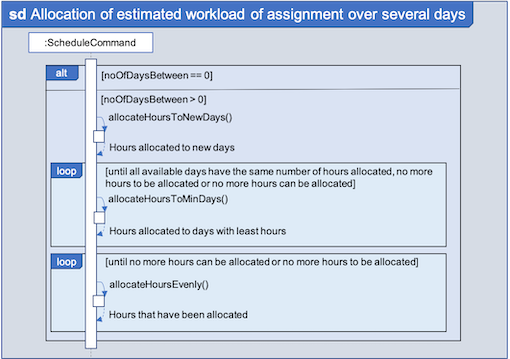 sd Allocation of estimated workload of assignment over several days
:ScheduleCommand
alt
[noOfDaysBetween == 0]
[noOfDaysBetween > 0]
allocateHoursToNewDays()
Hours allocated to new days
loop
[until all available days have the same number of hours allocated, no more
hours to be allocated or no more hours can be allocated]
allocateHoursToMinDays()
Hours allocated to days with least hours
loop
[until no more hours can be allocated or no more hours to be allocated]
allocateHoursEvenly()
Hours that have been allocated